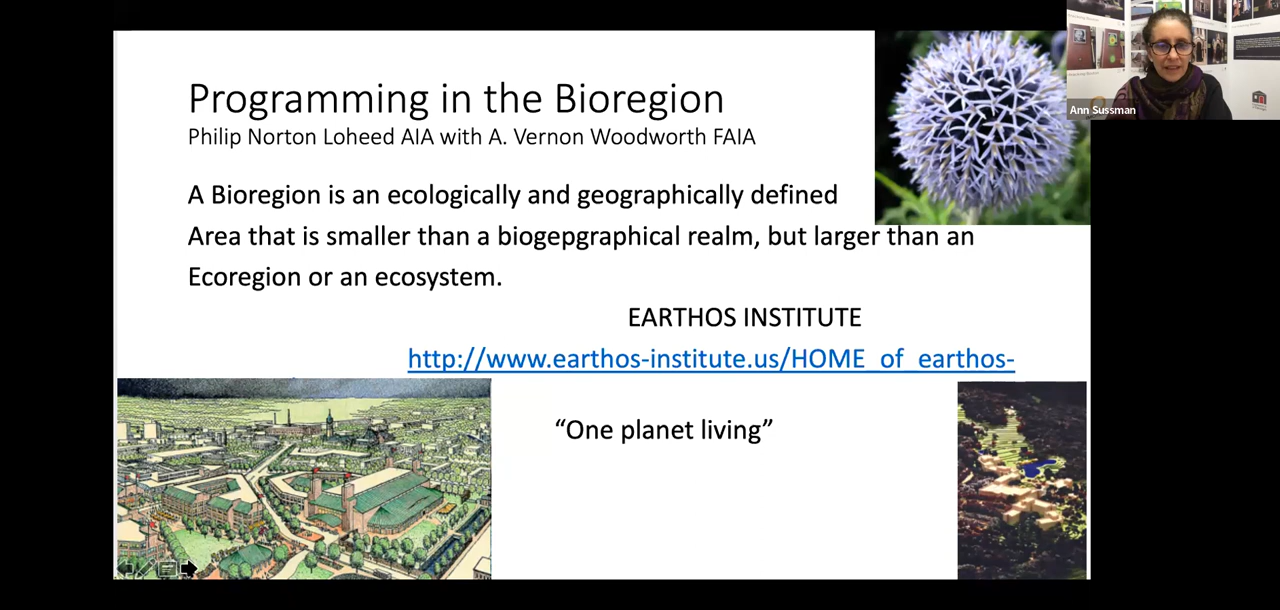 Programming in the Bioregion
Philip Norton Loheed AIA with A. Vernon Woodworth FAIA
A Bioregion is an ecologically and geographically defined
Area that is smaller than a biogepgraphical realm, but larger than an
Ecoregion or an ecosystem.
EARTHOS INSTITUTE
http://www.earthos-institute.us/HOME_of_earthos-
“One planet living”
Ann Sussman